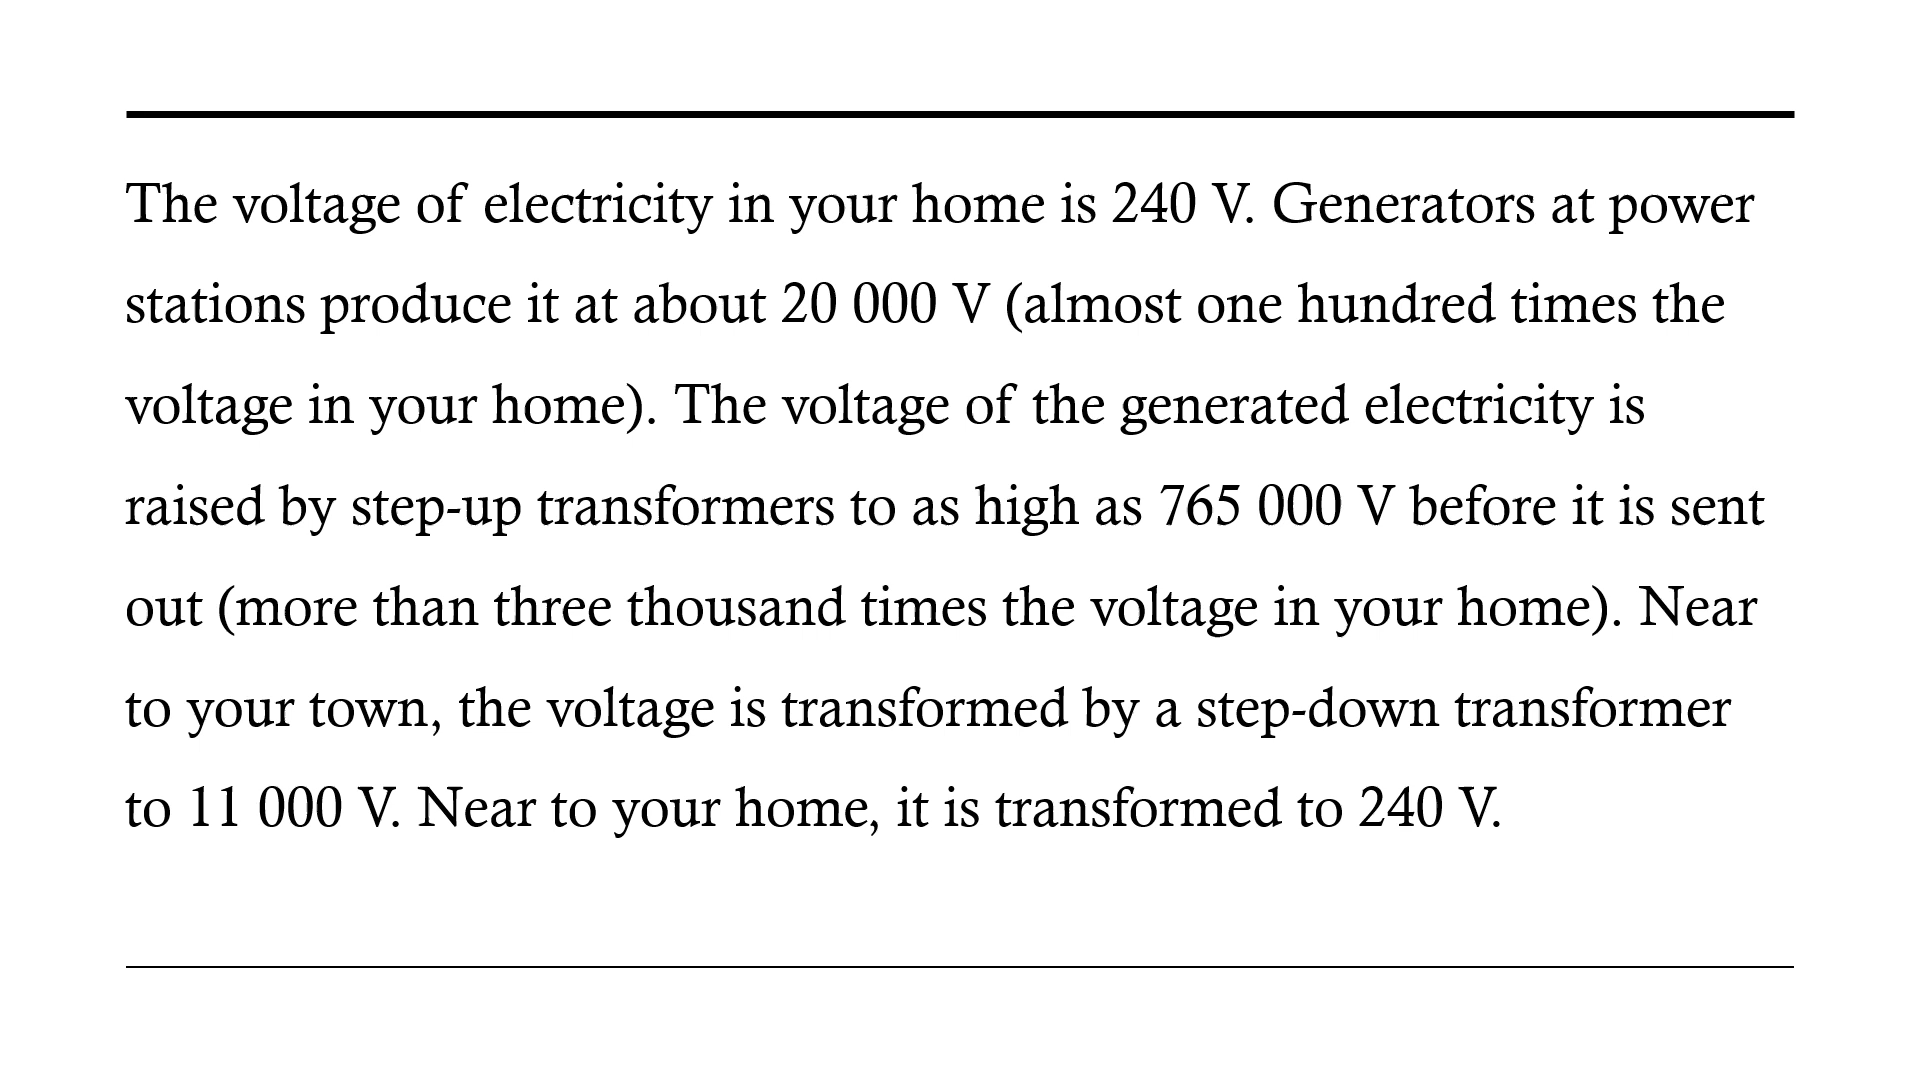 The voltage of electricity in your home is 240 V. Generators at power
stations produce it at about 20 000 V (almost one hundred times the
voltage in your home). The voltage of the generated electricity is
raised by step-up transformers to as high as 765 000 V before it is sent
out (more than three thousand times the voltage in your home). Near
to your town, the voltage is transformed by a step-down transformer
to 11 000 V. Near to your home, it is transformed to 240 V.